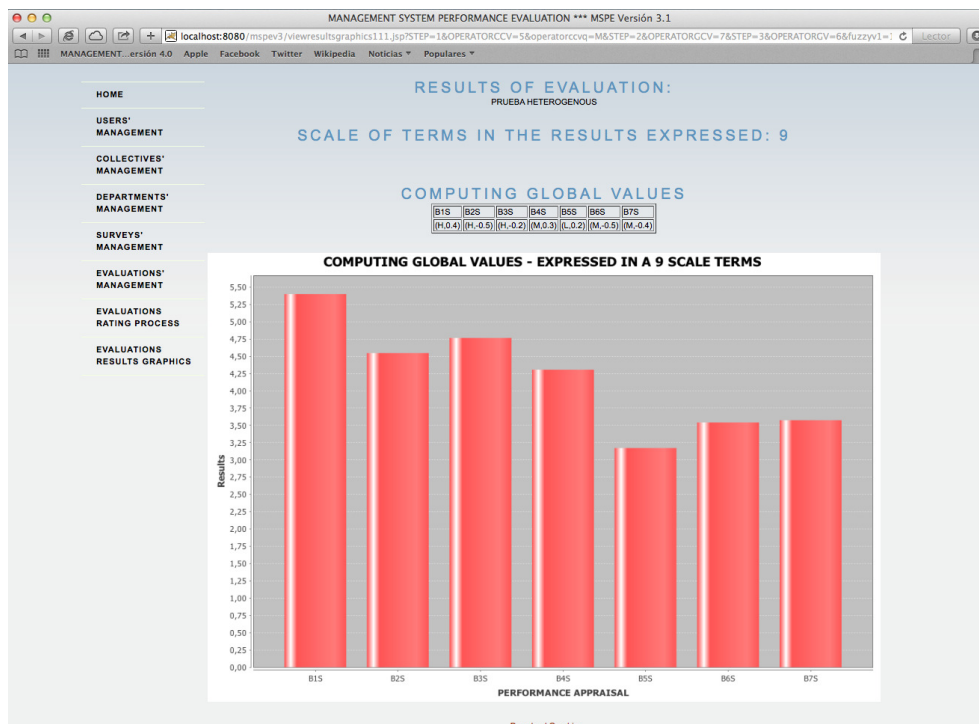 MANAGEMENT SYSTEM PERFORMANCE EVALUATION *** MSPE Versión 3.1
localhost:8080/mspev3/viewresultsgraphics111.jsp?STEP=1&OPERATORCCV=5&operatorccvq=M&STEP=2&OPERATORGCV=7&STEP=3&OPERATORGV=6&fuzzyv1=
Lector
MANAGEMENT...ersión 4.0 Apple Facebook Twitter Wikipedia Noticias Populares
HOME
USERS'
MANAGEMENT
COLLECTIVES'
MANAGEMENT
DEPARTMENTS'
MANAGEMENT
SURVEYS'
MANAGEMENT
EVALUATIONS'
MANAGEMENT
EVALUATIONS
RATING PROCESS
EVALUATIONS
RESULTS GRAPHICS
RESULTS OF EVALUATION:
PRUEBA HETEROGENOUS
SCALE OF TERMS IN THE RESULTS EXPRESSED: 9
COMPUTING GLOBAL VALUES
B1S B2S B3S B4S B5S B6S B7S
(H,0.4) (H,-0.5) (H,-0.2) (M,0.3) (L,0.2) (M,-0.5) (M,-0.4)
COMPUTING GLOBAL VALUES - EXPRESSED IN A 9 SCALE TERMS
5,50
5,25
5,00
4,75
4,50
4,25
4,00
3,75
3,50
3,25
3,00
2,75
2,50
2,25
2,00
1,75
1,50
1,25
1,00
0,75
0,50
0,25
0,00
Results
B1S B2S B3S B4S B5S B6S B7S
PERFORMANCE APPRAISAL